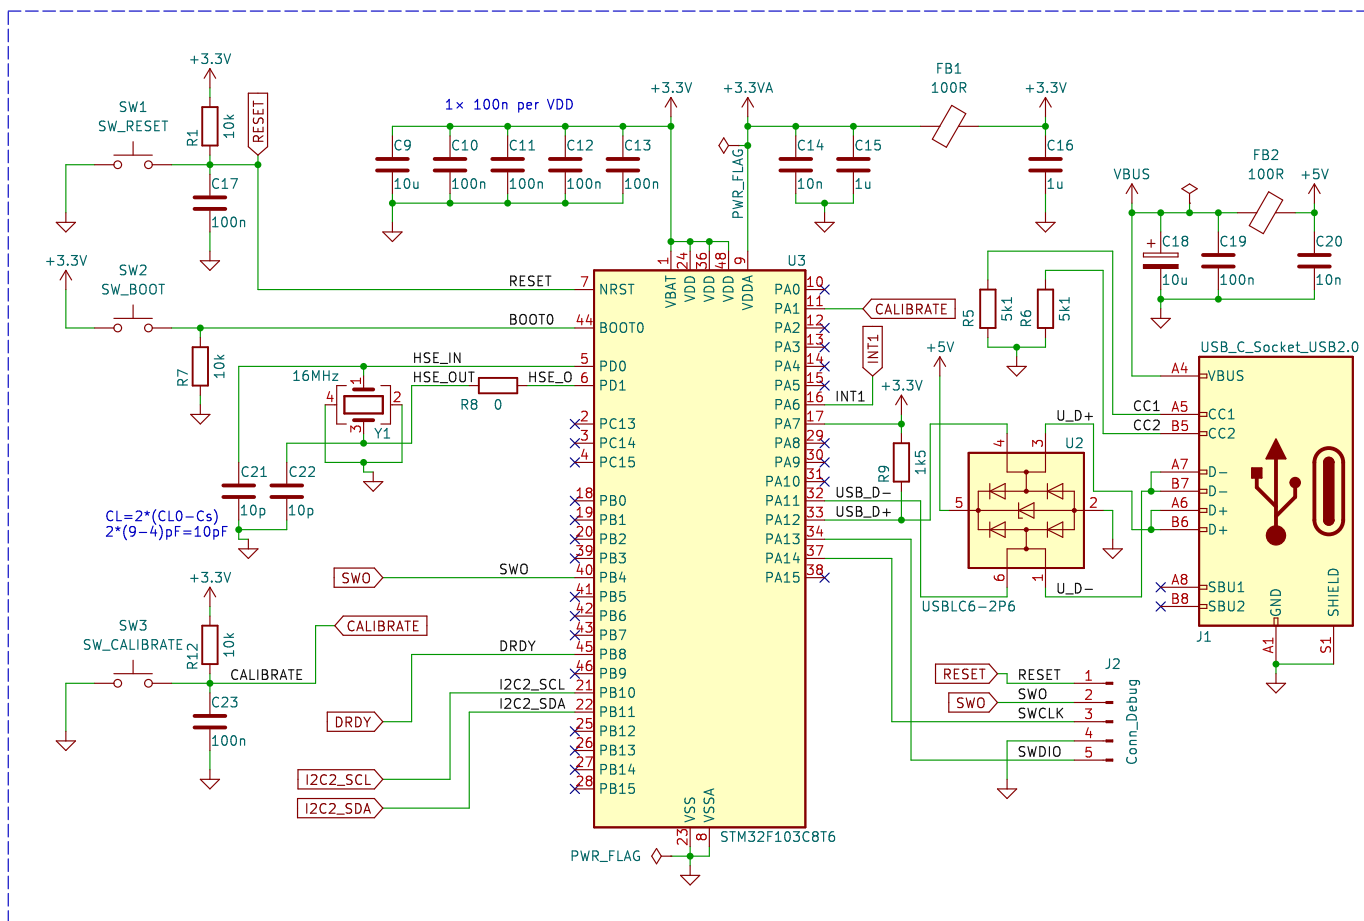 +3.3V
SW1
SW_RESET
R1
10k
RESET
C17
100n
1× 100n per VDD
C9
10u
C10
100n
C11
100n
C12
100n
C13
100n
+3.3V
+3.3VA
PWR_FLAG
C14
10n
C15
1u
FB1
100R
+3.3V
C16
1u
FB2
100R
VBUS
+5V
+
C18
10u
C19
100n
C20
10n
+3.3V
SW2
SW_BOOT
R7
10k
RESET
BOOT0
HSE_IN
HSE_OUT
HSE_O
R8
0
16MHz
1
4
2
3
Y1
C21
10p
C22
10p
CL=2*(CL0-Cs)
2*(9-4)pF=10pF
U3
1
24
36
48
9
VBAT
VDD
VDD
VDD
VDDA
7 NRST
44 BOOT0
5 PD0
6 PD1
2 PC13
3 PC14
4 PC15
18 PB0
19 PB1
20 PB2
39 PB3
40 PB4
41 PB5
42 PB6
43 PB7
45 PB8
46 PB9
21 PB10
22 PB11
25 PB12
26 PB13
27 PB14
28 PB15
PA0 10
PA1 11
PA2 12
PA3 13
PA4 14
PA5 15
PA6 16
PA7 17
PA8 29
PA9 30
PA10 31
PA11 32
PA12 33
PA13 34
PA14 37
PA15 38
VSS
VSSA
23
8
STM32F103C8T6
PWR_FLAG
CALIBRATE
INT1
INT1
+3.3V
R9
1k5
USB_D-
USB_D+
+5V
R5
5k1
R6
5k1
U_D+
U2
4
3
5
2
6
1
USBLC6-2P6
U_D-
CC1
CC2
USB_C_Socket_USB2.0
A4 VBUS
A5 CC1
B5 CC2
A7 D-
B7 D-
A6 D+
B6 D+
A8 SBU1
B8 SBU2
GND
SHIELD
J1
A1
S1
SWO
SWO
+3.3V
SW3
SW_CALIBRATE
R12
10k
CALIBRATE
CALIBRATE
C23
100n
DRDY
DRDY
I2C2_SCL
I2C2_SDA
I2C2_SCL
I2C2_SDA
J2
RESET
RESET 1
SWO
SWO 2
SWCLK 3
4
SWDIO 5
Conn_Debug